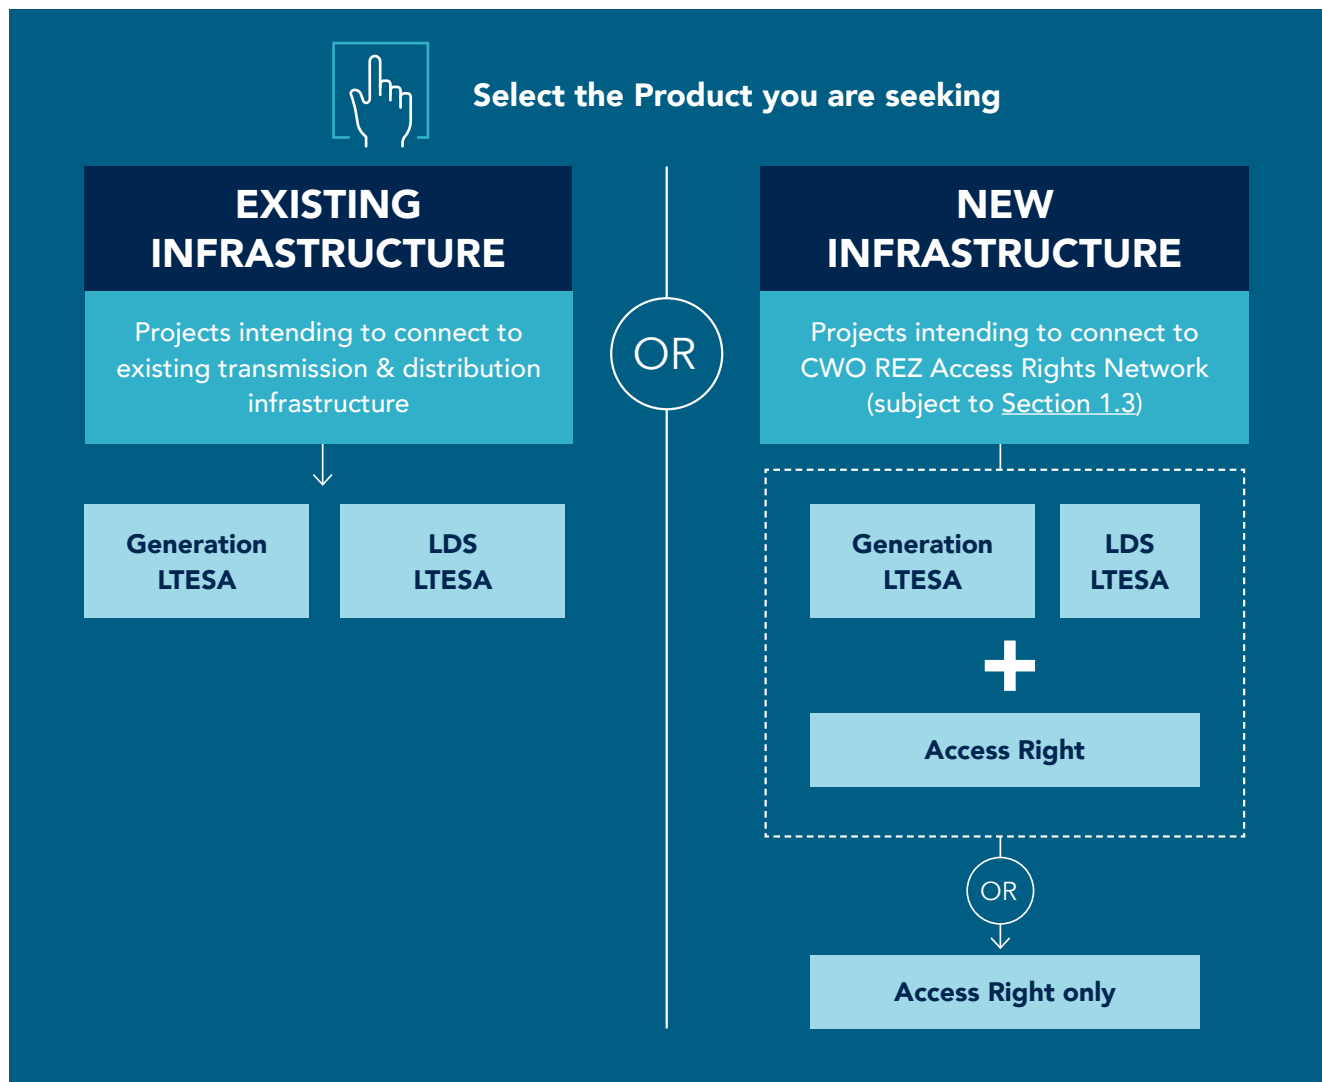 Select the Product you are seeking
EXISTING
INFRASTRUCTURE
Projects intending to connect to
existing transmission & distribution
infrastructure
Generation
LTESA
LDS
LTESA
OR
NEW
INFRASTRUCTURE
Projects intending to connect to
CWO REZ Access Rights Network
(subject to Section 1.3)
Generation
LTESA
LDS
LTESA
+
Access Right
OR
Access Right only